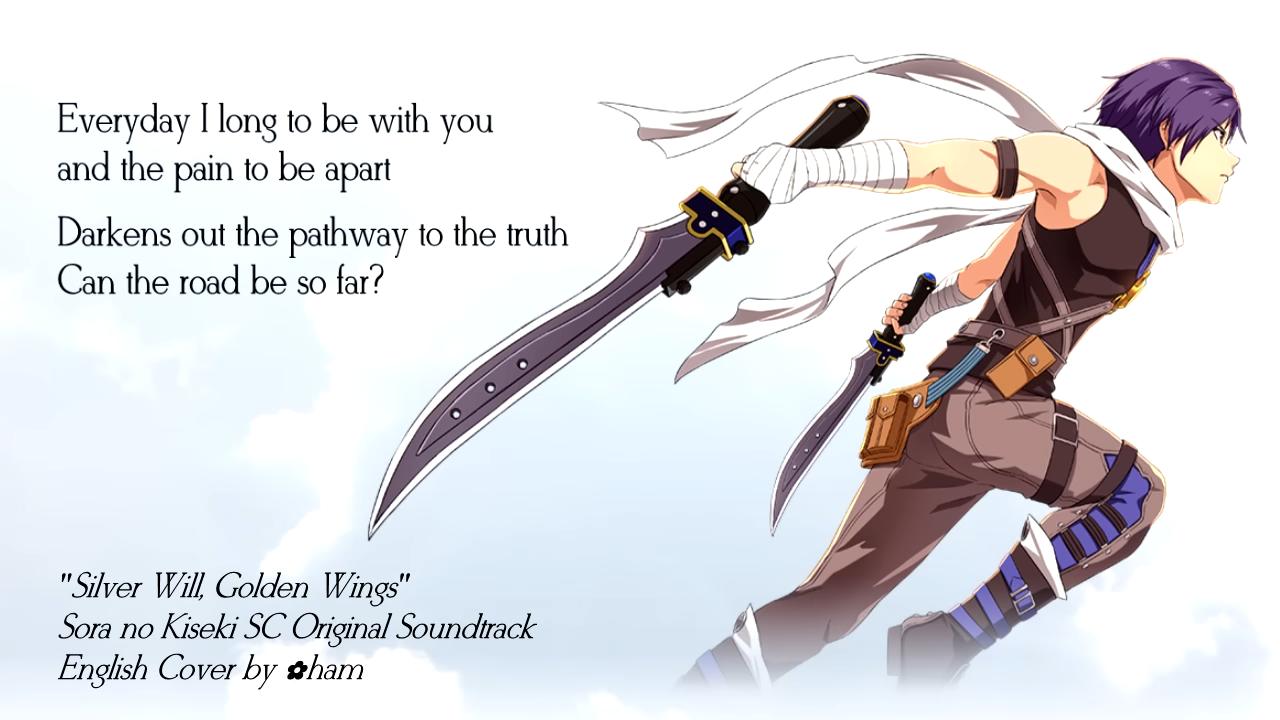 Everyday I long to be with you
and the pain to be apart
Darkens out the pathway to the truth
Can the road be so far?
"Silver Will, Golden Wings"
Sora no Kiseki SC Original Soundtrack
English Cover by ✿ham